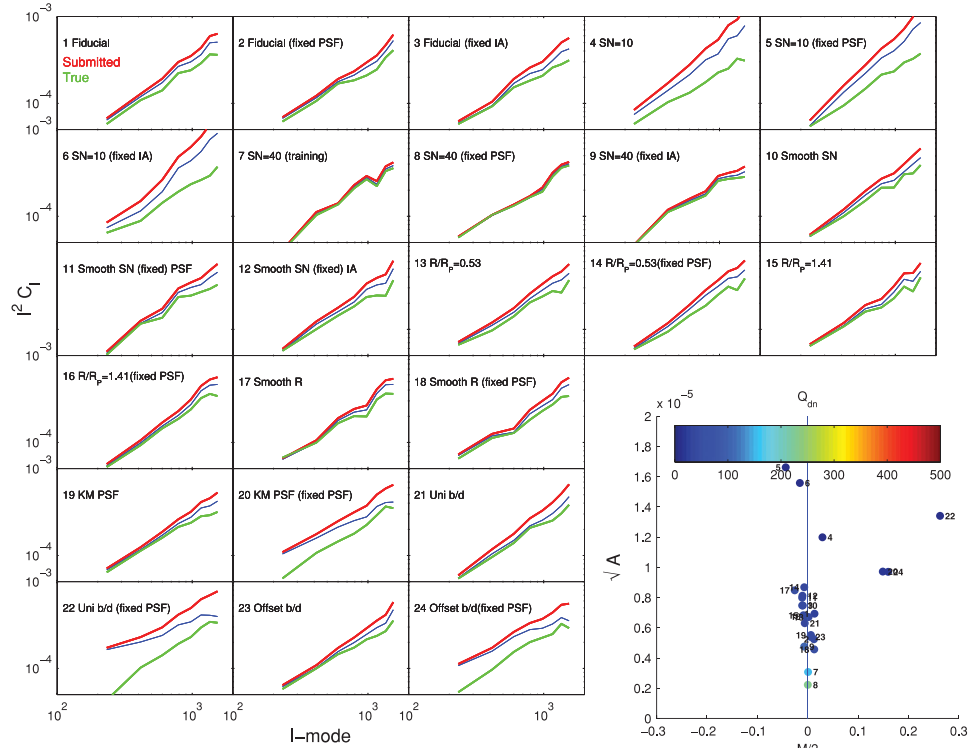 10^-3
1 Fiducial
Submitted
True
2 Fiducial (fixed PSF)
3 Fiducial (fixed IA)
4 SN=10
5 SN=10 (fixed PSF)
10^-4
10^-3
6 SN=10 (fixed IA)
7 SN=40 (training)
8 SN=40 (fixed PSF)
9 SN=40 (fixed IA)
10 Smooth SN
10^-4
11 Smooth SN (fixed) PSF
12 Smooth SN (fixed) IA
13 R/R_P=0.53
14 R/R_P=0.53(fixed PSF)
15 R/R_P=1.41
l^2 C_l
10^-3
16 R/R_P=1.41(fixed PSF)
17 Smooth R
18 Smooth R (fixed PSF)
10^-4
10^-3
19 KM PSF
20 KM PSF (fixed PSF)
21 Uni b/d
10^-4
10^-3
22 Uni b/d (fixed PSF)
23 Offset b/d
24 Offset b/d(fixed PSF)
10^-4
10^2 10^3 10^2 10^3 10^2 10^3
l-mode
Q_dn
x 10^-5
0 100 200 300 400 500
2
1.8
1.6
1.4
1.2
1
0.8
0.6
0.4
0.2
0
√ A
5
6
22
4
24
14
17
12
11
21
19
23
7
8
-0.3 -0.2 -0.1 0 0.1 0.2 0.3